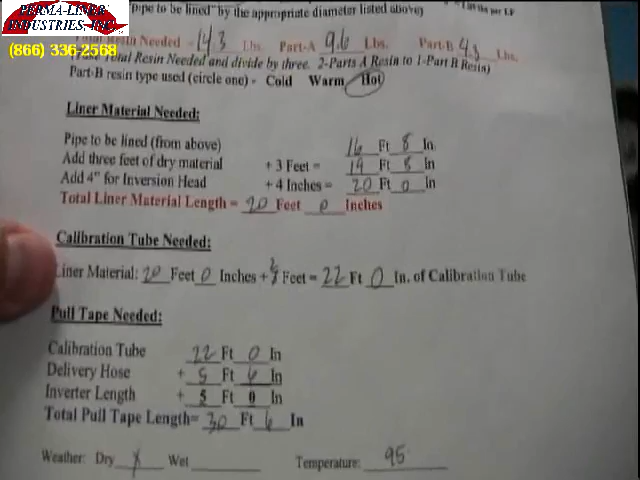 PERMA-LINER
INDUSTRIES, INC.
(866) 336-2568
"Pipe to be lined" by the appropriate diameter listed above)
Total Resin Needed = 14.3 Lbs. Part-A 9.6 Lbs. Part-B Lbs.
Total Resin Needed and divide by three. 2-Parts A Resin to 1-Part B Resin)
Part-B resin type used (circle one) - Cold Warm Hot
Liner Material Needed:
Pipe to be lined (from above) 16 Ft 8 In.
Add three feet of dry material + 3 Feet = 19 Ft 8 In
Add 4" for Inversion Head + 4 Inches = 20 Ft 0 In
Total Liner Material Length = 20 Feet 0 Inches
Calibration Tube Needed:
Liner Material: 20 Feet 0 Inches + 2 Feet = 22 Ft 0 In. of Calibration Tube
Pull Tape Needed:
Calibration Tube 22 Ft 0 In
Delivery Hose + 5 Ft 6 In
Inverter Length + 5 Ft 0 In
Total Pull Tape Length= 30 Ft 6 In
Weather: Dry X Wet Temperature: 95